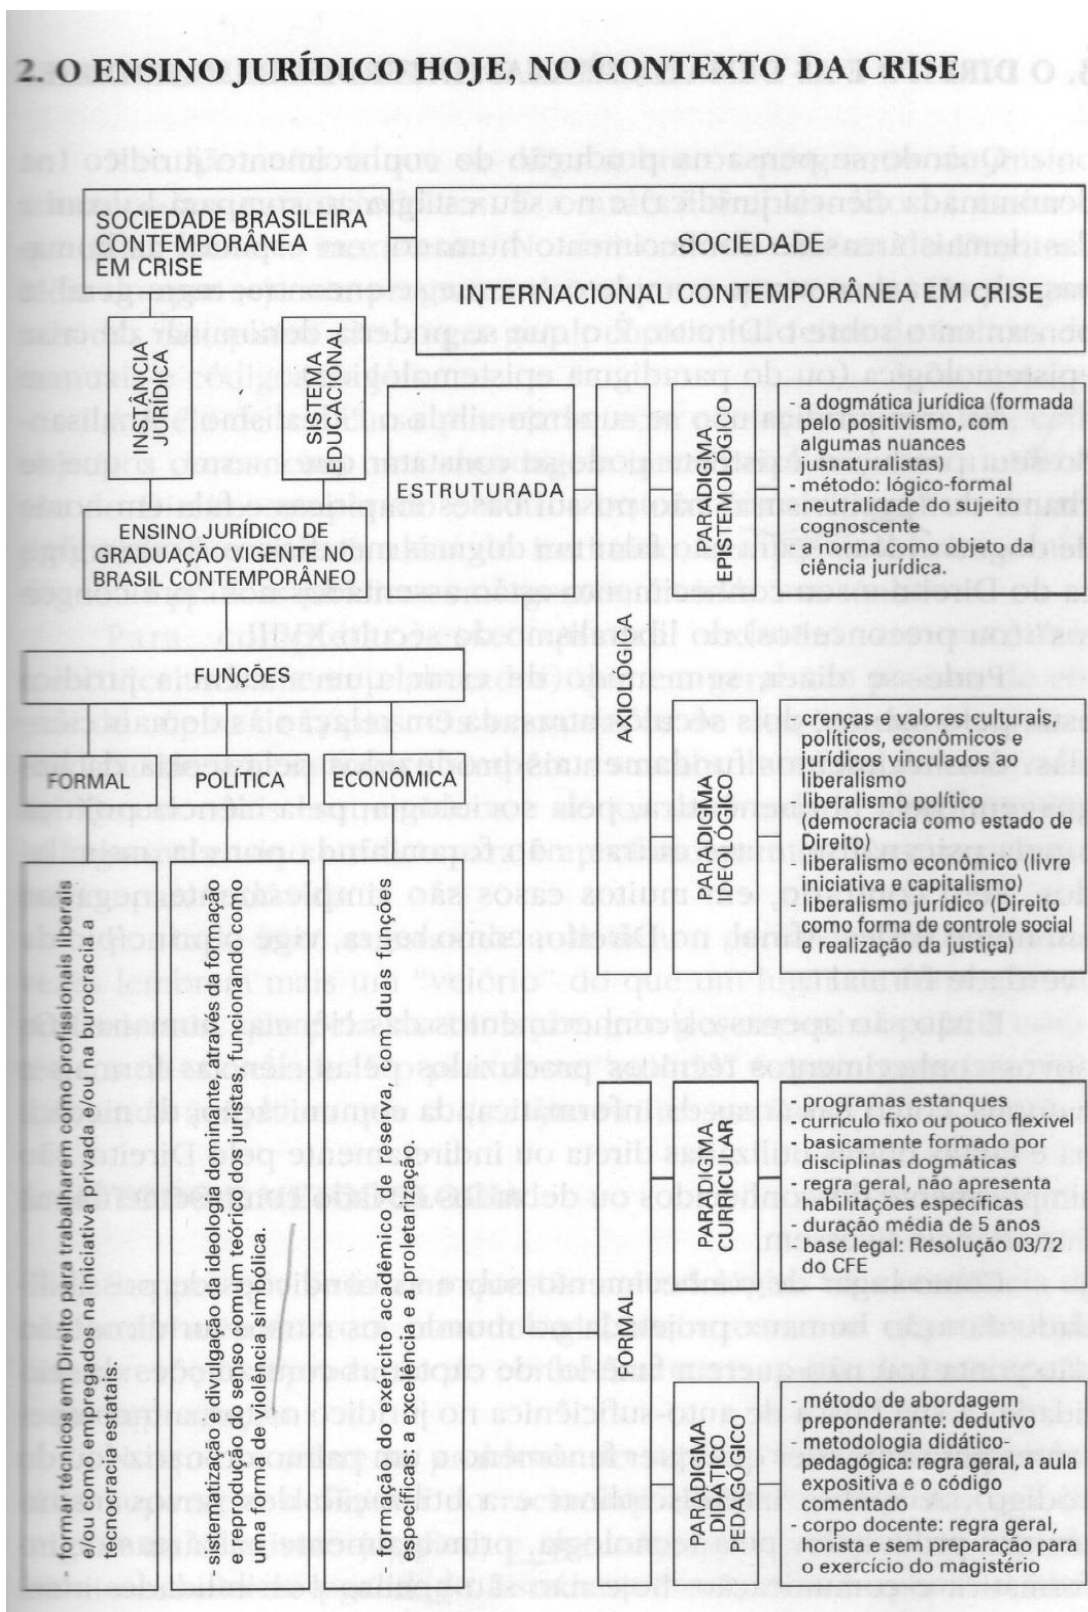 2. O ENSINO JURÍDICO HOJE, NO CONTEXTO DA CRISE
SOCIEDADE BRASILEIRA
CONTEMPORÂNEA
EM CRISE
SOCIEDADE
INTERNACIONAL CONTEMPORÂNEA EM CRISE
INSTÂNCIA
JURÍDICA
SISTEMA
EDUCACIONAL
ENSINO JURÍDICO DE
GRADUAÇÃO VIGENTE NO
BRASIL CONTEMPORÂNEO
FUNÇÕES
FORMAL
POLÍTICA
ECONÔMICA
- formar técnicos em Direito para trabalharem como profissionais liberais
e/ou como empregados na iniciativa privada e/ou na burocracia a
tecnocracia estatais.
sistematização e divulgação da ideologia dominante, através da formação
e reprodução do senso comum teórico dos juristas, funcionando como
uma forma de violência simbólica.
- formação do exército acadêmico de reserva, com duas funções
específicas: a excelência e a proletarização.
ESTRUTURADA
AXIOLÓGICA
PARADIGMA
EPISTEMOLÓGICO
- a dogmática jurídica (formada
pelo positivismo, com
algumas nuances
jusnaturalistas)
- método: lógico-formal
- neutralidade do sujeito
cognoscente
- a norma como objeto da
ciência jurídica.
PARADIGMA
IDEOLÓGICO
- crenças e valores culturais,
políticos, econômicos e
jurídicos vinculados ao
liberalismo
- liberalismo político
(democracia como estado de
Direito)
- liberalismo econômico (livre
iniciativa e capitalismo)
- liberalismo jurídico (Direito
como forma de controle social
e realização da justiça)
FORMAL
PARADIGMA
CURRICULAR
- programas estanques
- currículo fixo ou pouco flexível
- basicamente formado por
disciplinas dogmáticas
- regra geral, não apresenta
habilitações específicas
- duração média de 5 anos
- base legal: Resolução 03/72
do CFE
PARADIGMA
DIDÁTICO
PEDAGÓGICO
- método de abordagem
preponderante: dedutivo
- metodologia didático-
pedagógica: regra geral, a aula
expositiva e o código
comentado
- corpo docente: regra geral,
horista e sem preparação para
o exercício do magistério